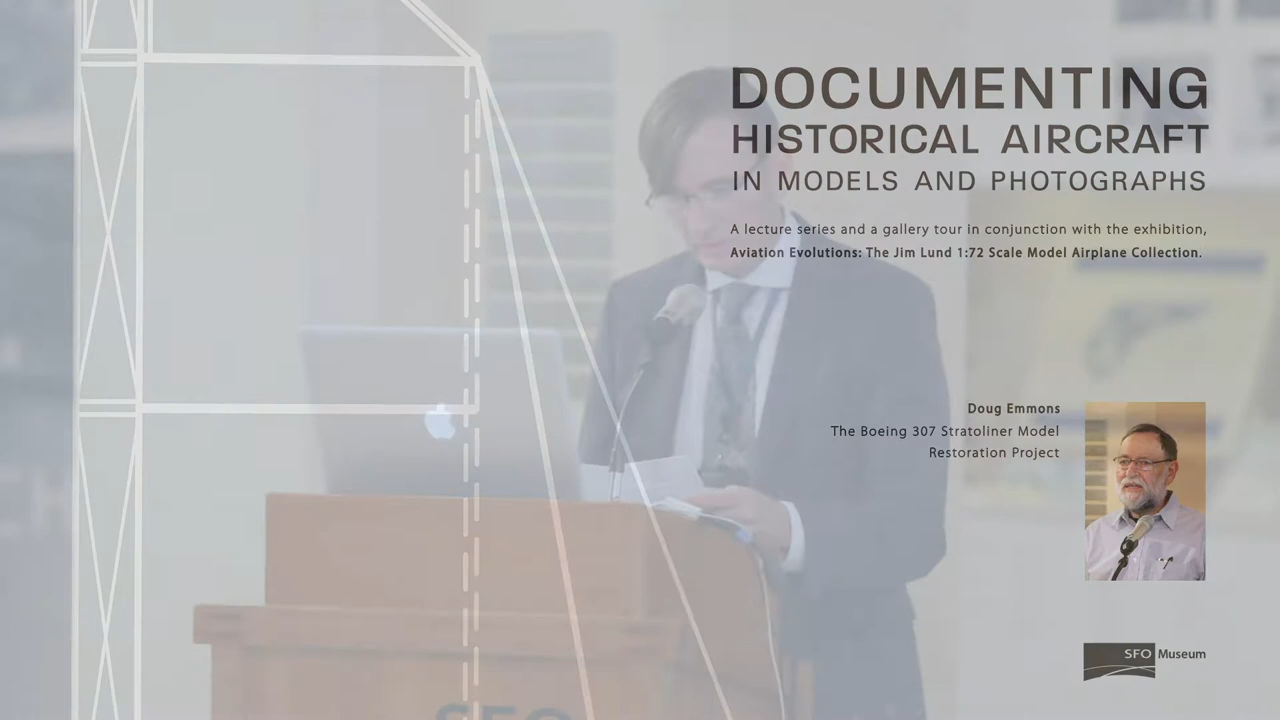 DOCUMENTING
HISTORICAL AIRCRAFT
IN MODELS AND PHOTOGRAPHS
A lecture series and a gallery tour in conjunction with the exhibition,
Aviation Evolutions: The Jim Lund 1:72 Scale Model Airplane Collection.
Doug Emmons
The Boeing 307 Stratoliner Model
Restoration Project
SFO Museum
SFO